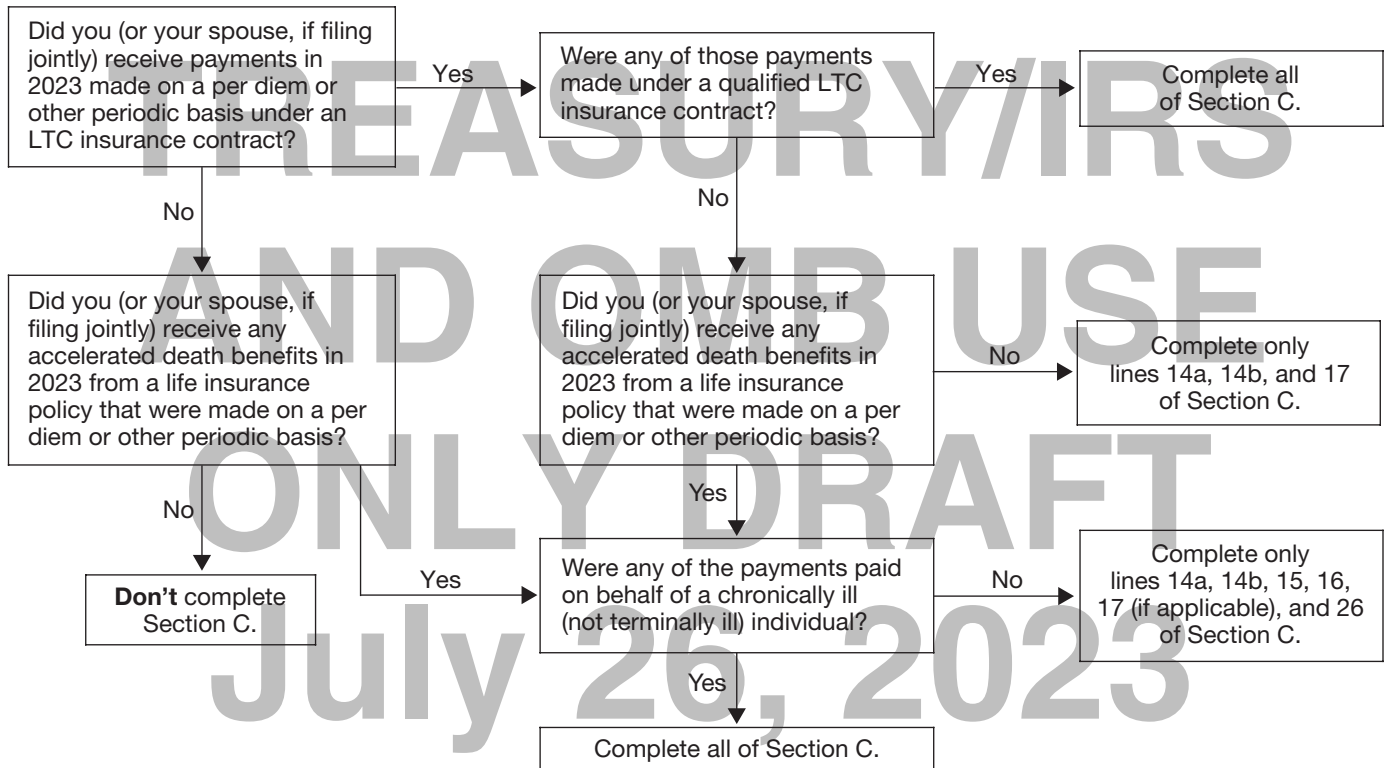 Did you (or your spouse, if filing
jointly) receive payments in
2023 made on a per diem or
other periodic basis under an
LTC insurance contract?
Yes
Were any of those payments
made under a qualified LTC
insurance contract?
Yes
Complete all
of Section C.
No
No
Did you (or your spouse, if
filing jointly) receive any
accelerated death benefits in
2023 from a life insurance
policy that were made on a per
diem or other periodic basis?
Did you (or your spouse, if
filing jointly) receive any
accelerated death benefits in
2023 from a life insurance
policy that were made on a per
diem or other periodic basis?
No
Complete only
lines 14a, 14b, and 17
of Section C.
No
Yes
Don't complete
Section C.
Yes
Were any of the payments paid
on behalf of a chronically ill
(not terminally ill) individual?
No
Complete only
lines 14a, 14b, 15, 16,
17 (if applicable), and 26
of Section C.
Yes
Complete all of Section C.
TREASURY/IRS
AND OMB USE
ONLY DRAFT
July 26, 2023